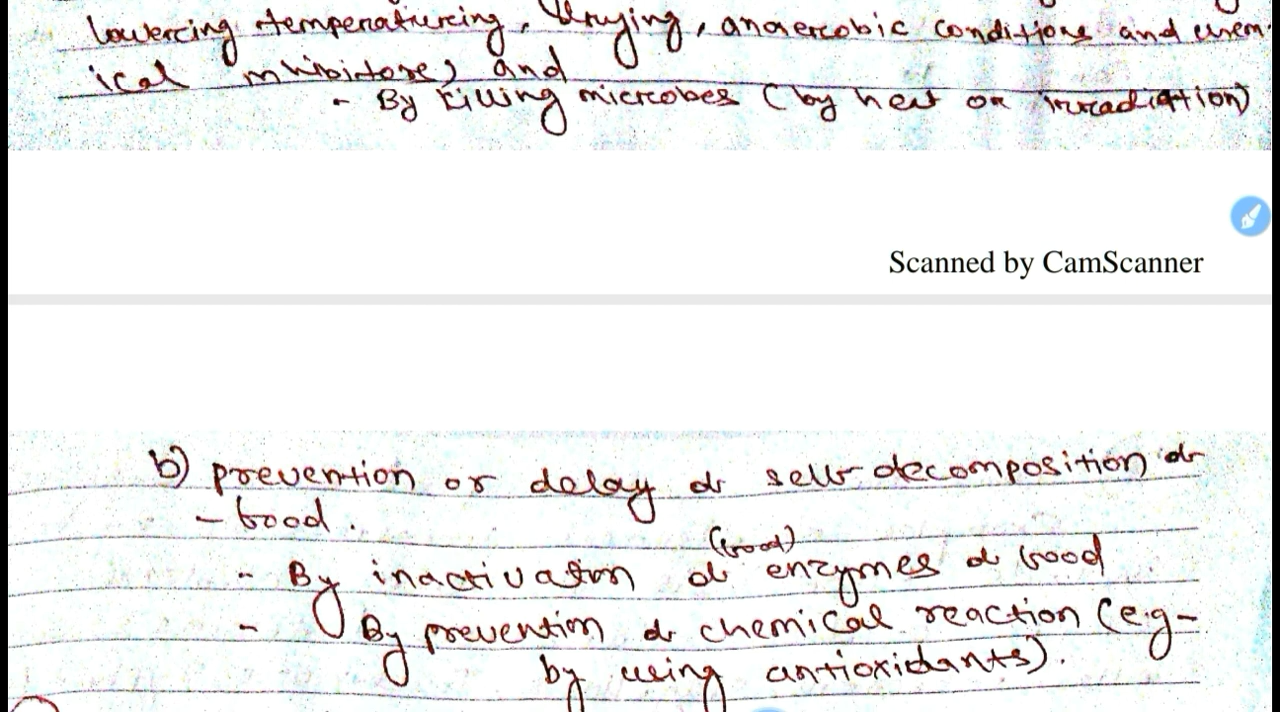 lowering temperatureing, drying, anaerobic conditions and chem-
ical inhibitors) and
- By killing microbes (by heat or irradiation)
Scanned by CamScanner
b) prevention or delay of self decomposition of
- food.
(food)
- By inactivation of enzymes of food
- By prevention of chemical reaction (e.g-
by using antioxidants).